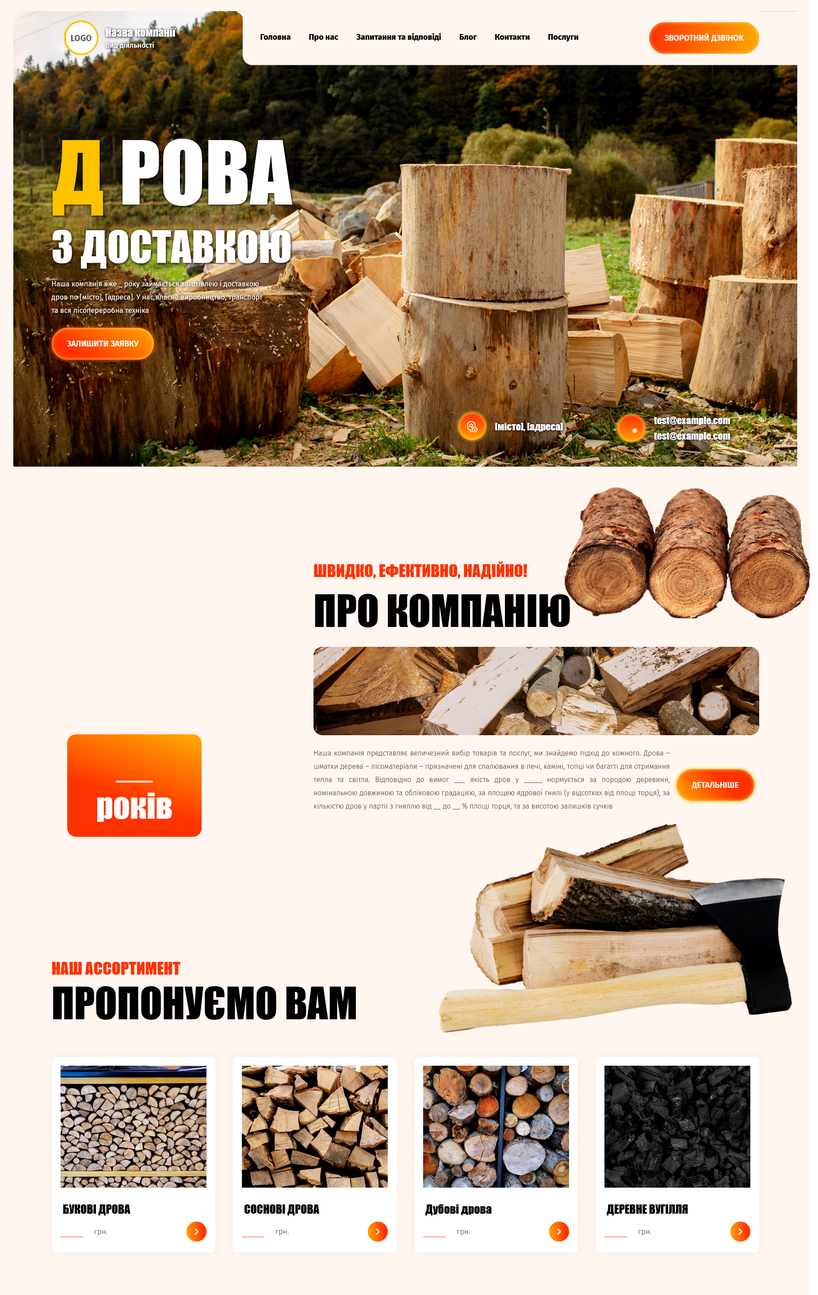 LOGO
Назва компанії
Вид діяльності
Головна Про нас Запитання та відповіді Блог Контакти Послуги
ЗВОРОТНИЙ ДЗВІНОК
Д РОВА
З ДОСТАВКОЮ
Наша компанія вже _ року займається заготівлею і доставкою
дров по [місто], [адреса]. У нас власне виробництво, транспорт
та вся лісопереробна техніка
ЗАЛИШИТИ ЗАЯВКУ
[місто], [адреса]
test@example.com
test@example.com
ШВИДКО, ЕФЕКТИВНО, НАДІЙНО!
ПРО КОМПАНІЮ
Наша компанія представляє величезний вибір товарів та послуг, ми знайдемо підхід до кожного. Дрова –
шматки дерева – лісоматеріали – призначені для спалювання в печі, каміні, топці чи багатті для отримання
тепла та світла. Відповідно до вимог ___ якість дров у _____ нормується за породою деревини,
номінальною довжиною та обліковою градацією, за площею ядрової гнилі (у відсотках від площі торця), за
кількістю дров у партії з гниллю від __ до __ % площі торця, та за висотою залишків сучків
ДЕТАЛЬНІШЕ
років
НАШ АССОРТИМЕНТ
ПРОПОНУЄМО ВАМ
БУКОВІ ДРОВА
грн.
СОСНОВІ ДРОВА
грн.
Дубові дрова
грн.
ДЕРЕВНЕ ВУГІЛЛЯ
грн.